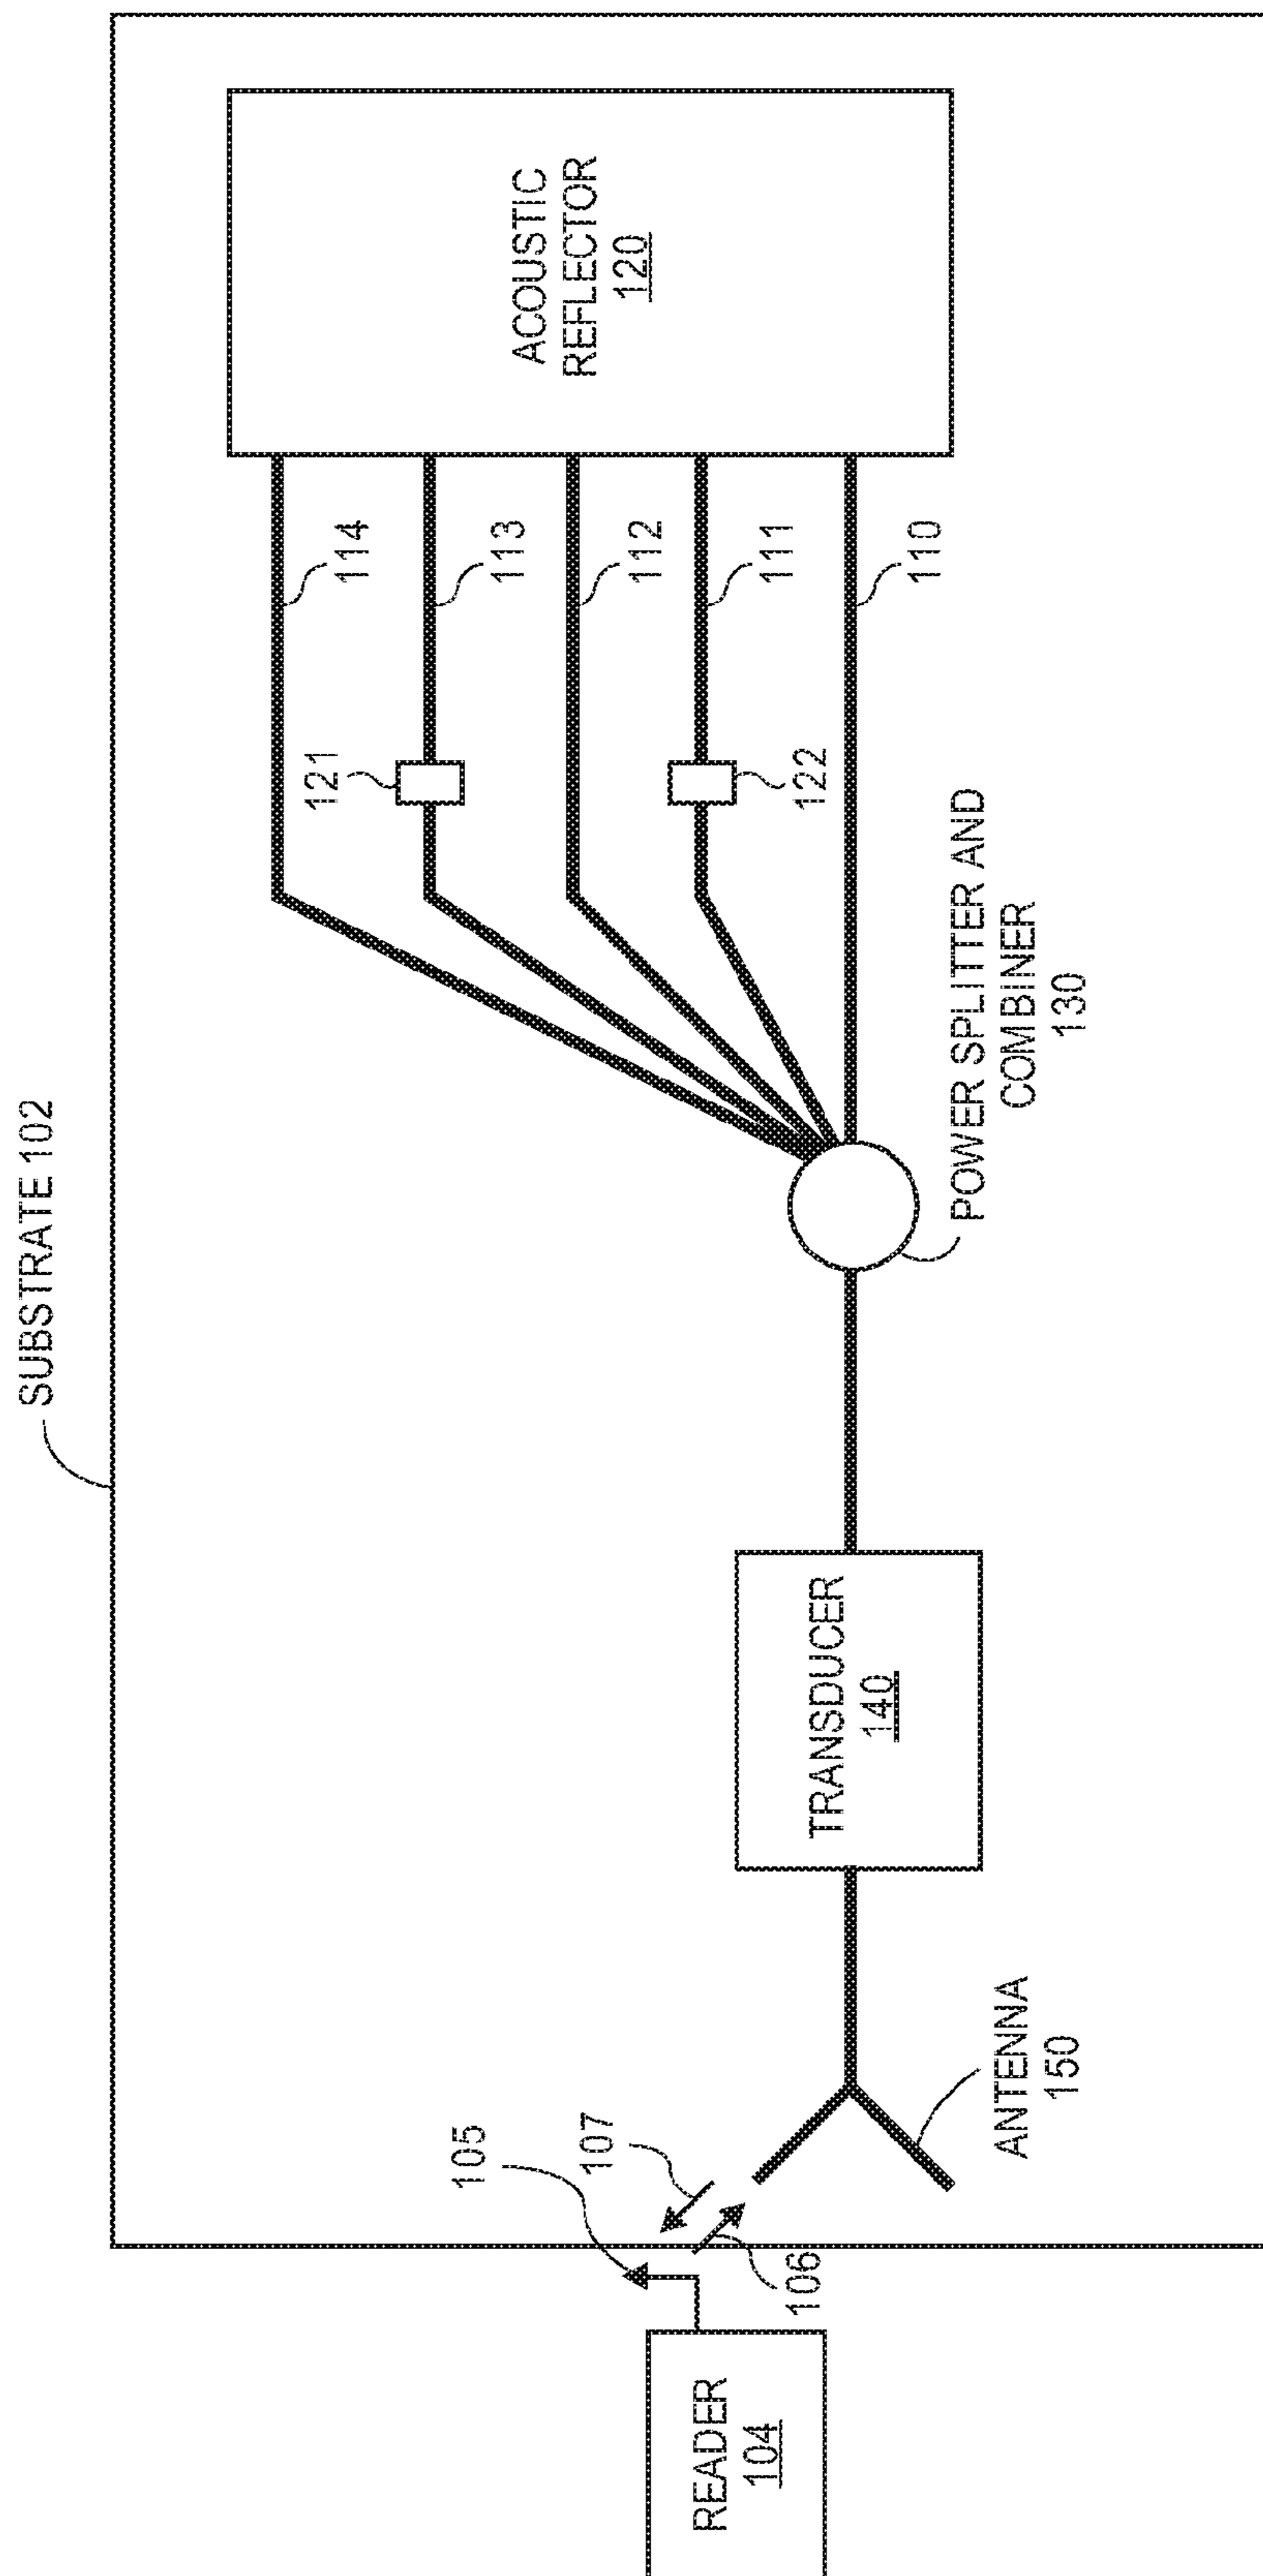 SUBSTRATE 102
READER
104
105
107
106
ANTENNA
150
TRANSDUCER
140
POWER SPLITTER AND
COMBINER
130
121
122
114
113
112
111
110
ACOUSTIC
REFLECTOR
120